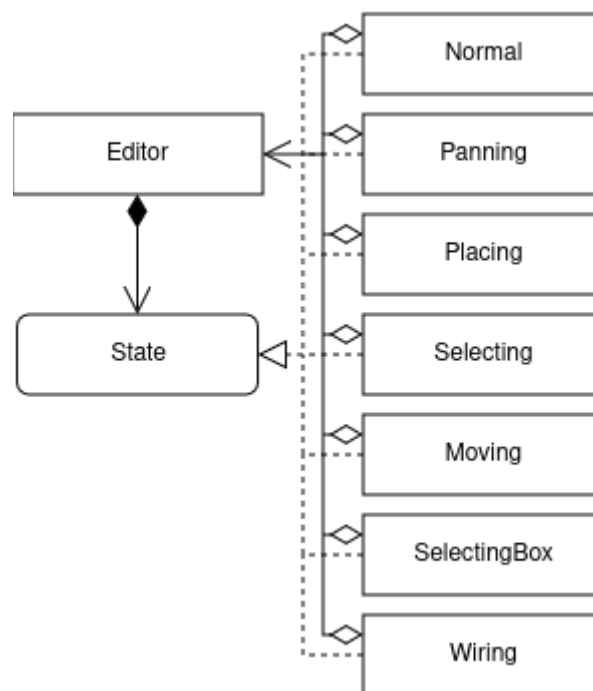 Normal
Editor
Panning
Placing
State
Selecting
Moving
SelectingBox
Wiring